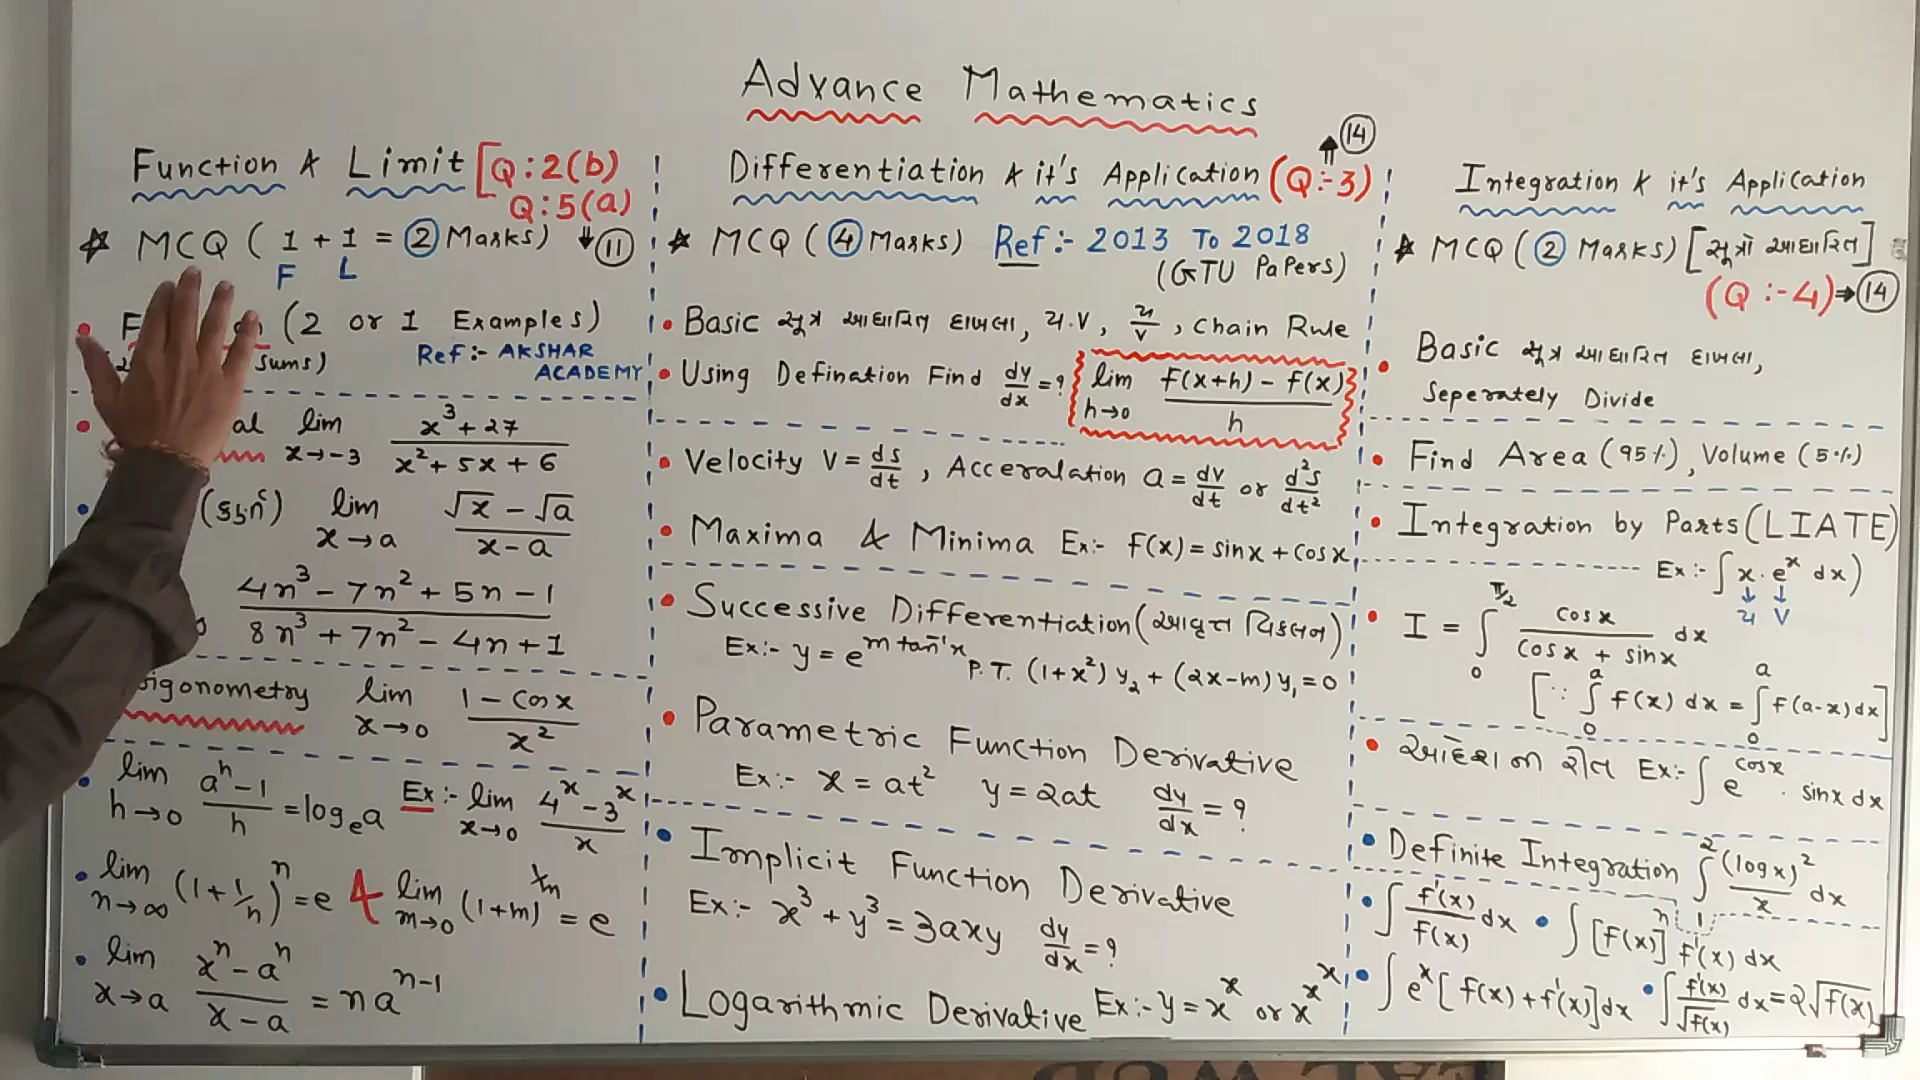 Advance Mathematics
Function & Limit [Q:2(b)
Q:5(a)
☆ MCQ ( 1 + 1 = ② Marks) ↓ ⑪
F L
(2 or 1 Examples)
sums)
Ref:- AKSHAR
ACADEMY
al lim x→-3 (x³+27)/(x²+5x+6)
lim x→a (√x-√a)/(x-a)
(4n³-7n²+5n-1)/(8n³+7n²-4n+1)
igonometry lim x→0 (1-cosx)/x²
• lim h→0 (aʰ-1)/h = logₑa Ex:- lim x→0 (4ˣ-3ˣ)/x
• lim n→∞ (1+1/n)ⁿ = e & lim m→0 (1+m)^(1/m) = e
• lim x→a (xⁿ-aⁿ)/(x-a) = naⁿ⁻¹
Differentiation & it's Application (Q:-3) ↑ ⑭
☆ MCQ (④ Marks) Ref:- 2013 To 2018
(GTU Papers)
• Basic સૂત્ર આધારિત દાખલા, u.v, u/v, chain Rule
• Using Defination Find dy/dx = ? lim h→0 (F(x+h)-f(x))/h
• Velocity V = ds/dt, Acceralation a = dv/dt or d²s/dt²
• Maxima & Minima Ex:- f(x) = sinx + cosx
• Successive Differentiation (આવૃત્ત વિકલન)
Ex:- y = e^(m tan⁻¹x) P.T. (1+x²)y₂ + (2x-m)y₁ = 0
• Parametric Function Derivative
Ex:- x = at² y = 2at dy/dx = ?
• Implicit Function Derivative
Ex:- x³ + y³ = 3axy dy/dx = ?
• Logarithmic Derivative Ex:- y = xˣ or x^(x^x)
Integration & it's Application
☆ MCQ (② Marks) [સૂત્રો આધારિત]
(Q:-4) → ⑭
• Basic સૂત્ર આધારિત દાખલા,
Seperately Divide
• Find Area (95%), Volume (5%)
• Integration by Parts (LIATE)
Ex:- ∫x·eˣ dx)
u v
• I = ∫₀^(π/2) cosx/(cosx + sinx) dx
[∵ ∫₀ᵃ f(x) dx = ∫₀ᵃ F(a-x)dx]
• આદેશ ની રીત Ex:- ∫e^(cosx)· sinx dx
• Definite Integration ∫₁² (logx)²/x dx
• ∫ f'(x)/f(x) dx • ∫[f(x)]ⁿ f'(x) dx
• ∫eˣ[f(x)+f'(x)]dx • ∫ f'(x)/√f(x) dx = 2√f(x)